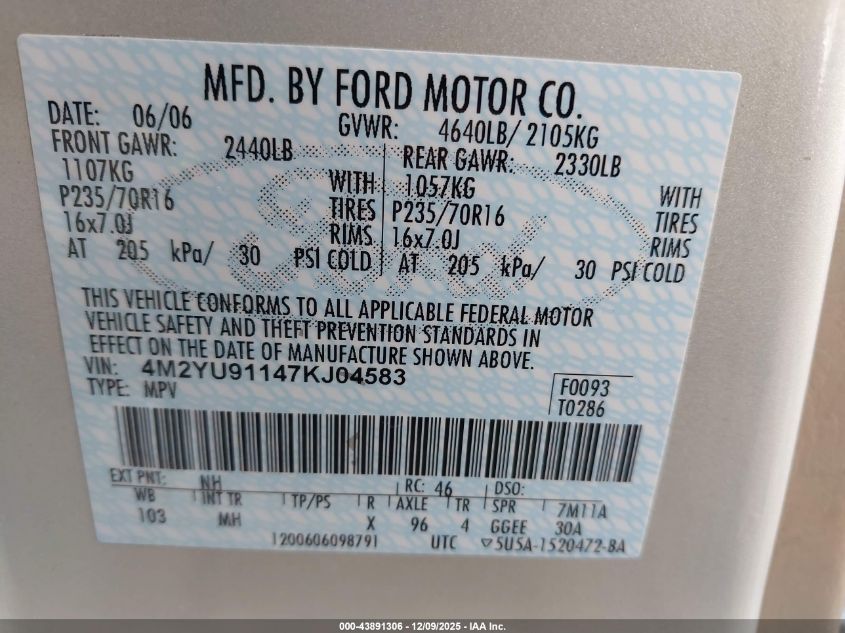 MFD. BY FORD MOTOR CO.
DATE: 06/06 GVWR: 4640LB/ 2105KG
FRONT GAWR: 2440LB REAR GAWR: 2330LB
1107KG WITH 1057KG WITH
P235/70R16 TIRES P235/70R16 TIRES
16x7.0J RIMS 16x7.0J RIMS
AT 205 kPa/ 30 PSI COLD AT 205 kPa/ 30 PSI COLD
THIS VEHICLE CONFORMS TO ALL APPLICABLE FEDERAL MOTOR
VEHICLE SAFETY AND THEFT PREVENTION STANDARDS IN
EFFECT ON THE DATE OF MANUFACTURE SHOWN ABOVE.
VIN: 4M2YU91147KJ04583
TYPE: MPV
F0093
T0286
EXT PNT: NH RC: 46 DSO:
WB INT TR TP/PS R AXLE TR SPR 7M11A
103 MH X 96 4 GGEE 30A
1200606098791 UTC ▽5U5A-1520472-BA
Ford
000-43891306 - 12/09/2025 - IAA Inc.